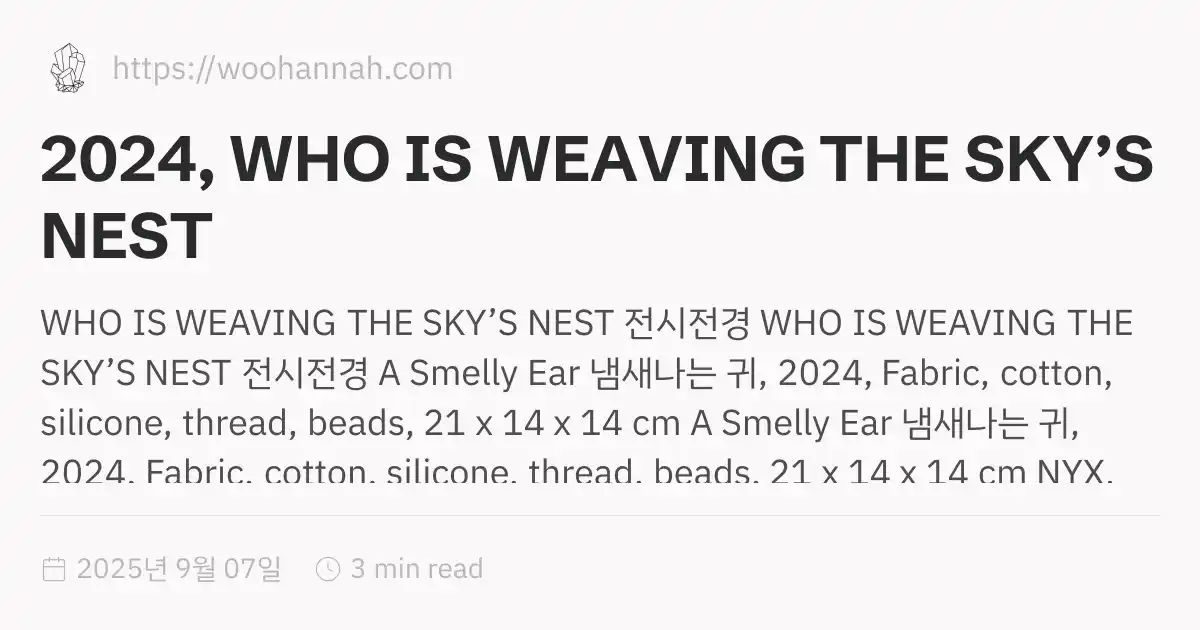 https://woohannah.com
2024, WHO IS WEAVING THE SKY’S
NEST
WHO IS WEAVING THE SKY’S NEST 전시전경 WHO IS WEAVING THE
SKY’S NEST 전시전경 A Smelly Ear 냄새나는 귀, 2024, Fabric, cotton,
silicone, thread, beads, 21 x 14 x 14 cm A Smelly Ear 냄새나는 귀,
2024, Fabric, cotton, silicone, thread, beads, 21 x 14 x 14 cm NYX,
2025년 9월 07일 3 min read